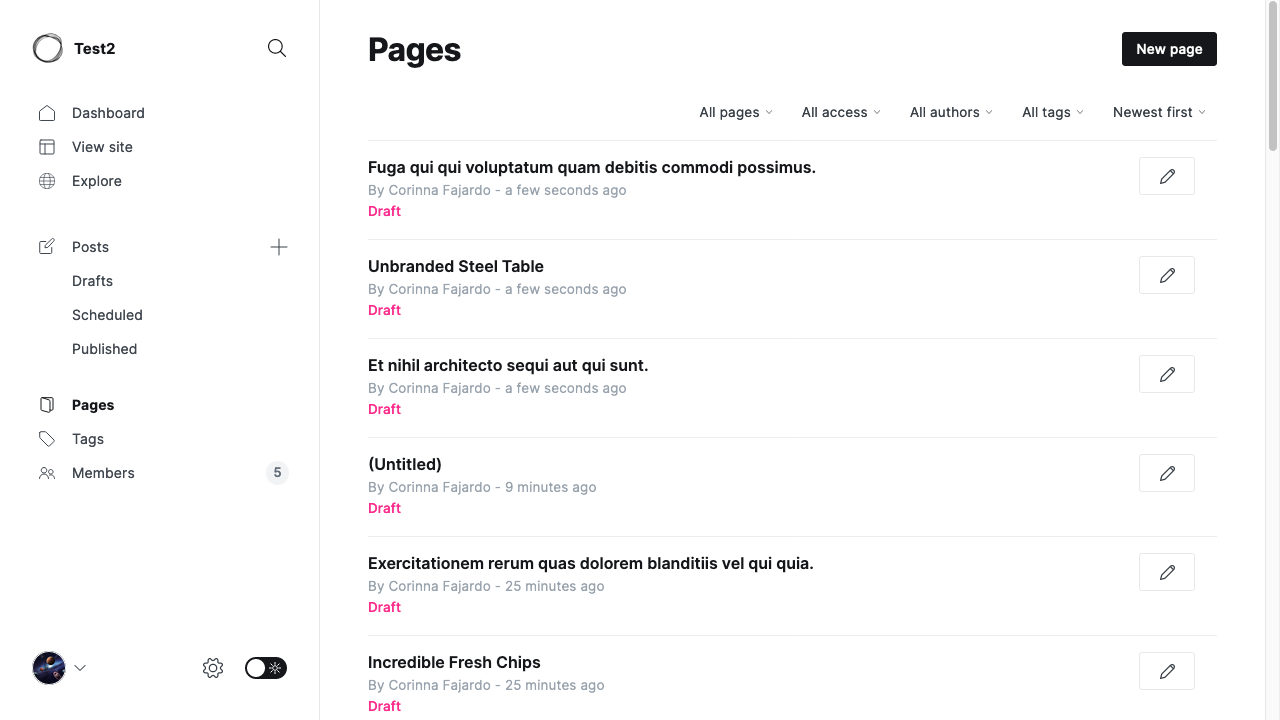 Test2
Dashboard
View site
Explore
Posts
Drafts
Scheduled
Published
Pages
Tags
Members
5
Pages
New page
All pages
All access
All authors
All tags
Newest first
Fuga qui qui voluptatum quam debitis commodi possimus.
By Corinna Fajardo - a few seconds ago
Draft
Unbranded Steel Table
By Corinna Fajardo - a few seconds ago
Draft
Et nihil architecto sequi aut qui sunt.
By Corinna Fajardo - a few seconds ago
Draft
(Untitled)
By Corinna Fajardo - 9 minutes ago
Draft
Exercitationem rerum quas dolorem blanditiis vel qui quia.
By Corinna Fajardo - 25 minutes ago
Draft
Incredible Fresh Chips
By Corinna Fajardo - 25 minutes ago
Draft